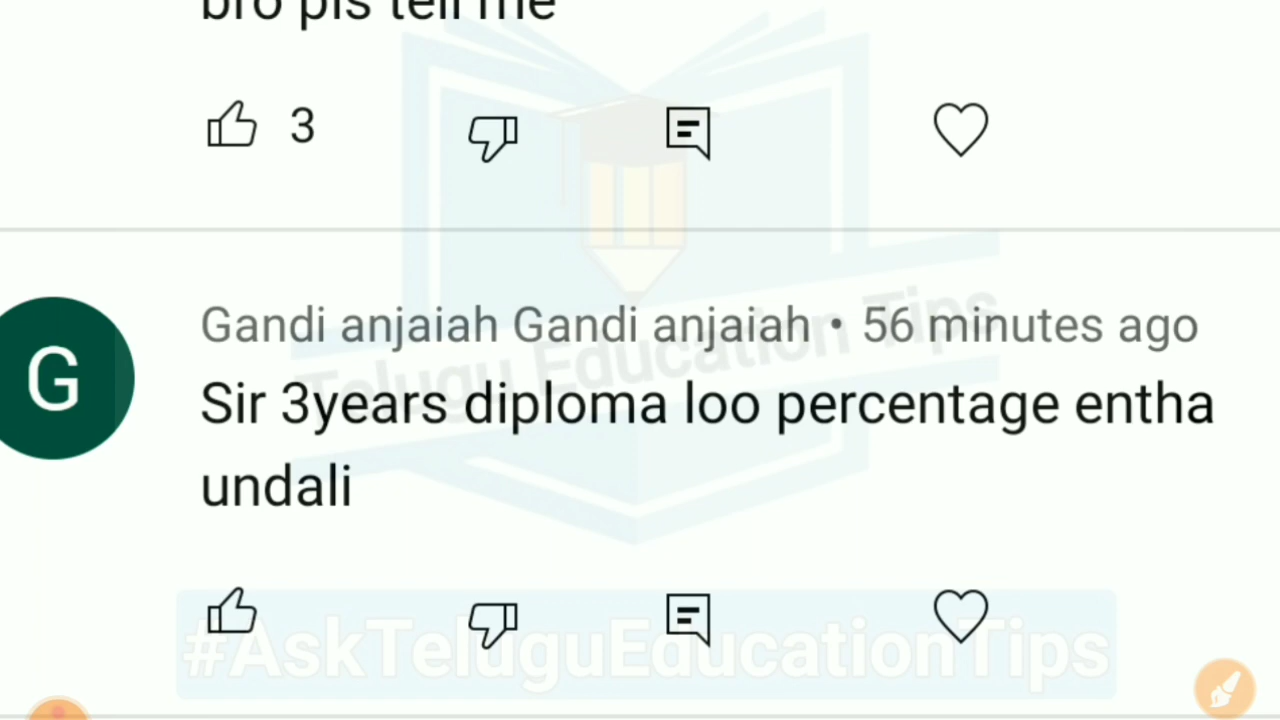 bro pls tell me
3
Gandi anjaiah Gandi anjaiah • 56 minutes ago
G
Sir 3years diploma loo percentage entha
undali
Telugu Education Tips
#AskTeluguEducationTips